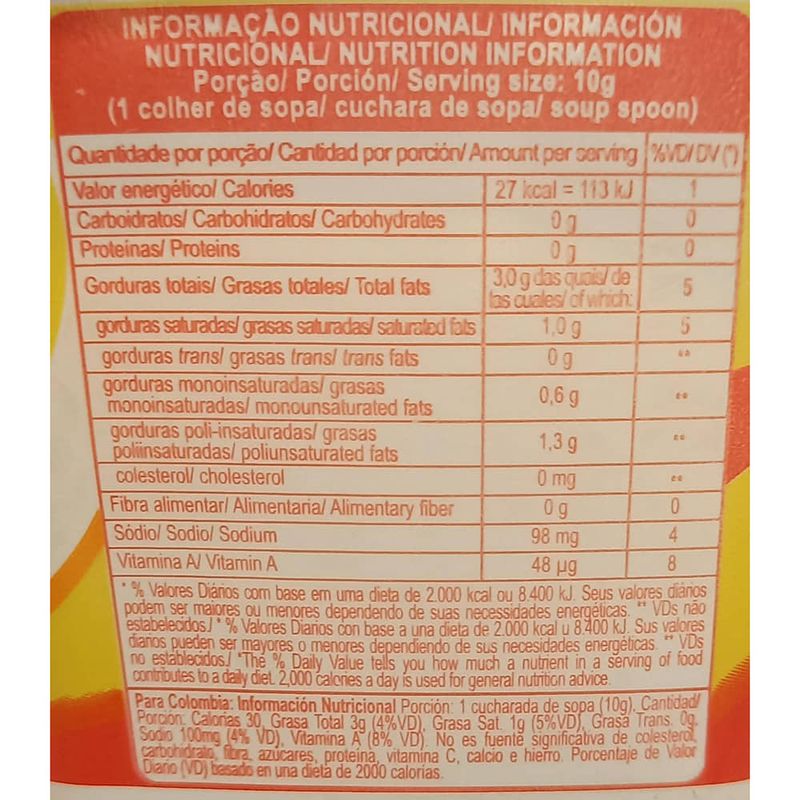 INFORMAÇÃO NUTRICIONAL/ INFORMACIÓN
NUTRICIONAL/ NUTRITION INFORMATION
Porção/ Porción/ Serving size: 10g
(1 colher de sopa/ cuchara de sopa/ soup spoon)
Quantidade por porção/ Cantidad por porción/ Amount per serving %VD/DV (*)
Valor energético/ Calories 27 kcal = 113 kJ 1
Carboidratos/ Carbohidratos/ Carbohydrates 0 g 0
Proteínas/ Proteins 0 g 0
Gorduras totais/ Grasas totales/ Total fats 3,0 g das quais/ de las cuales/ of which: 5
gorduras saturadas/ grasas saturadas/ saturated fats 1,0 g 5
gorduras trans/ grasas trans/ trans fats 0 g **
gorduras monoinsaturadas/ grasas
monoinsaturadas/ monounsaturated fats 0,6 g **
gorduras poli-insaturadas/ grasas
poliinsaturadas/ poliunsaturated fats 1,3 g **
colesterol/ cholesterol 0 mg **
Fibra alimentar/ Alimentaria/ Alimentary fiber 0 g 0
Sódio/ Sodio/ Sodium 98 mg 4
Vitamina A/ Vitamin A 48 µg 8
* % Valores Diários com base em uma dieta de 2.000 kcal ou 8.400 kJ. Seus valores diários
podem ser maiores ou menores dependendo de suas necessidades energéticas. ** VDs não
estabelecidos./ * % Valores Diarios con base a una dieta de 2.000 kcal u 8.400 kJ. Sus valores
diarios pueden ser mayores o menores dependiendo de sus necesidades energéticas. ** VDs
no establecidos./ *The % Daily Value tells you how much a nutrient in a serving of food
contributes to a daily diet. 2,000 calories a day is used for general nutrition advice.
Para Colombia: Información Nutricional Porción: 1 cucharada de sopa (10g), Cantidad/
Porción: Calorías 30, Grasa Total 3g (4%VD), Grasa Sat. 1g (5%VD), Grasa Trans. 0g,
Sodio 100mg (4% VD), Vitamina A (8% VD). No es fuente significativa de colesterol,
carbohidrato, fibra, azúcares, proteína, vitamina C, calcio e hierro. Porcentaje de Valor
Diario (VD) basado en una dieta de 2000 calorías.